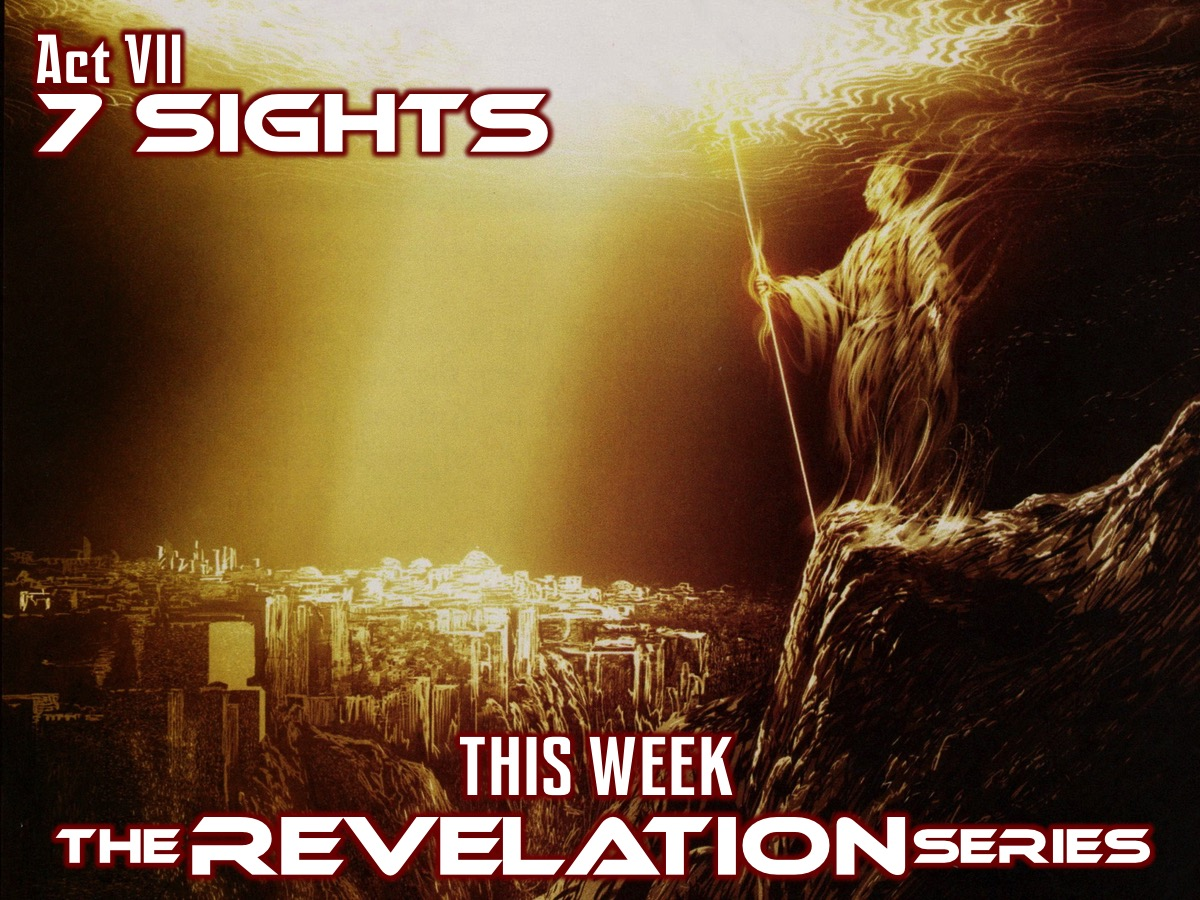 Act VII
7 SIGHTS
THIS WEEK
THE REVELATION SERIES